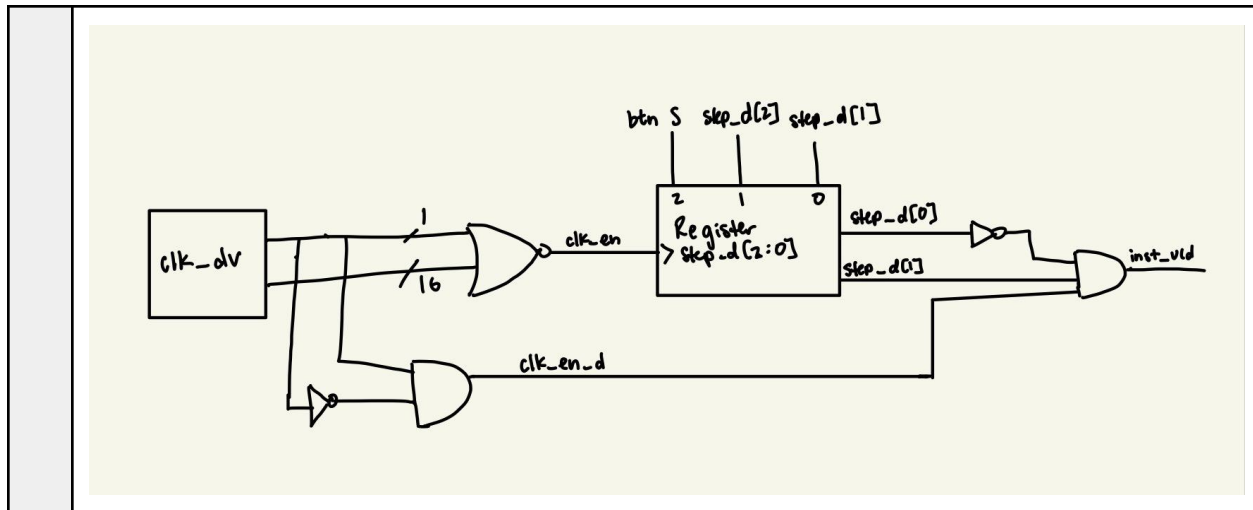 btn S step_d[2] step_d[1]
2 1 0
1
clk_dv
16
clk_en
Register
step_d[2:0]
step_d[0]
step_d[1]
inst_vld
clk_en_d